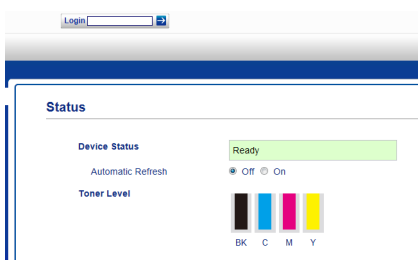 Login
Status
Device Status
Ready
Automatic Refresh
Off On
Toner Level
BK C M Y